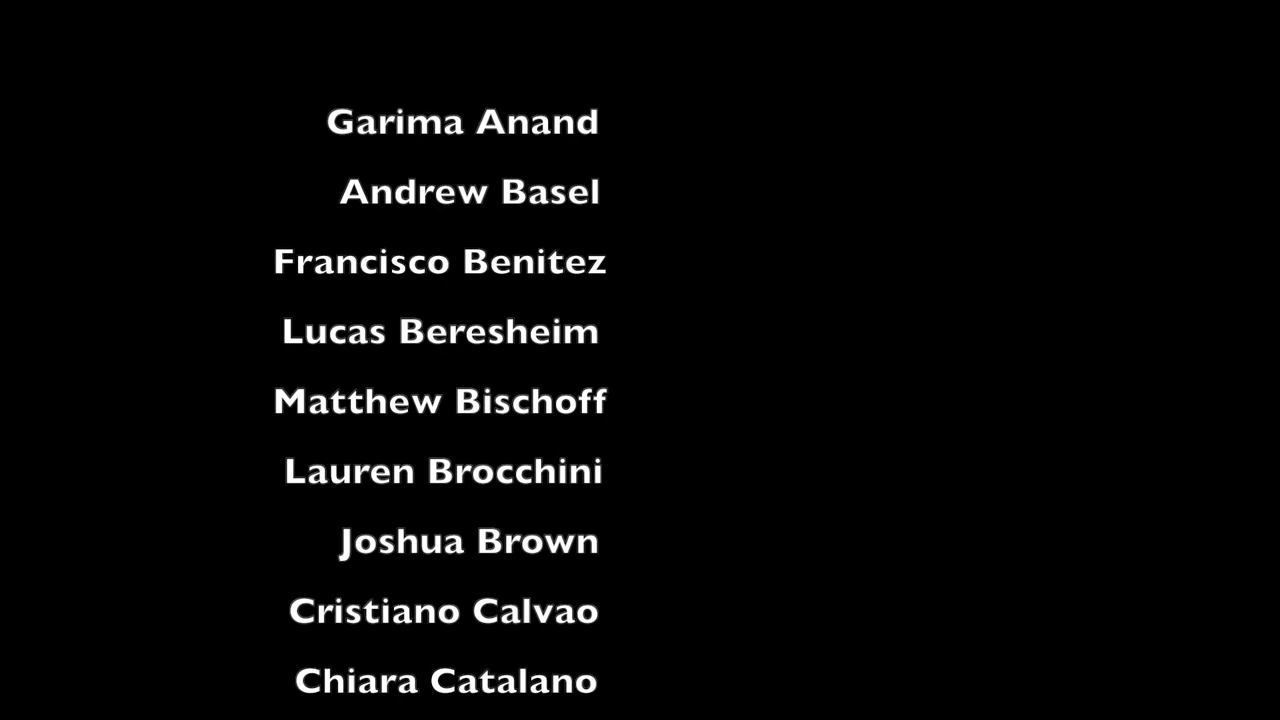 Garima Anand
Andrew Basel
Francisco Benitez
Lucas Beresheim
Matthew Bischoff
Lauren Brocchini
Joshua Brown
Cristiano Calvao
Chiara Catalano